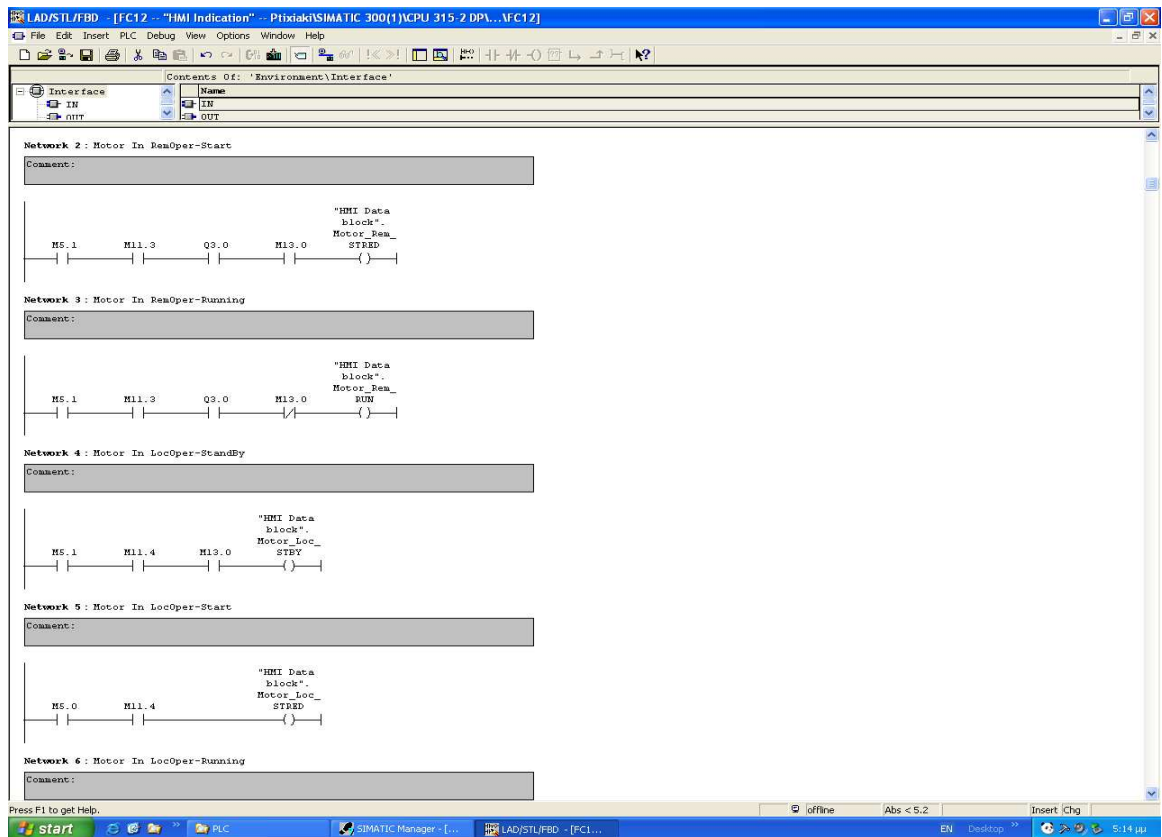 LAD/STL/FBD - [FC12 -- "HMI Indication" -- Ptixiaki\SIMATIC 300(1)\CPU 315-2 DP\...\FC12]
File Edit Insert PLC Debug View Options Window Help
Contents Of: 'Environment\Interface'
Interface
IN
OUT
Name
IN
OUT
Network 2 : Motor In RemOper-Start
Comment:
"HMI Data
block".
Motor_Rem_
M5.1 M11.3 Q3.0 M13.0 STRED
Network 3 : Motor In RemOper-Running
Comment:
"HMI Data
block".
Motor_Rem_
M5.1 M11.3 Q3.0 M13.0 RUN
Network 4 : Motor In LocOper-StandBy
Comment:
"HMI Data
block".
Motor_Loc_
M5.1 M11.4 M13.0 STBY
Network 5 : Motor In LocOper-Start
Comment:
"HMI Data
block".
Motor_Loc_
M5.0 M11.4 STRED
Network 6 : Motor In LocOper-Running
Comment:
Press F1 to get Help. offline Abs < 5.2 Insert Chg
start PLC SIMATIC Manager - [... LAD/STL/FBD - [FC1... EN Desktop 5:14 μμ